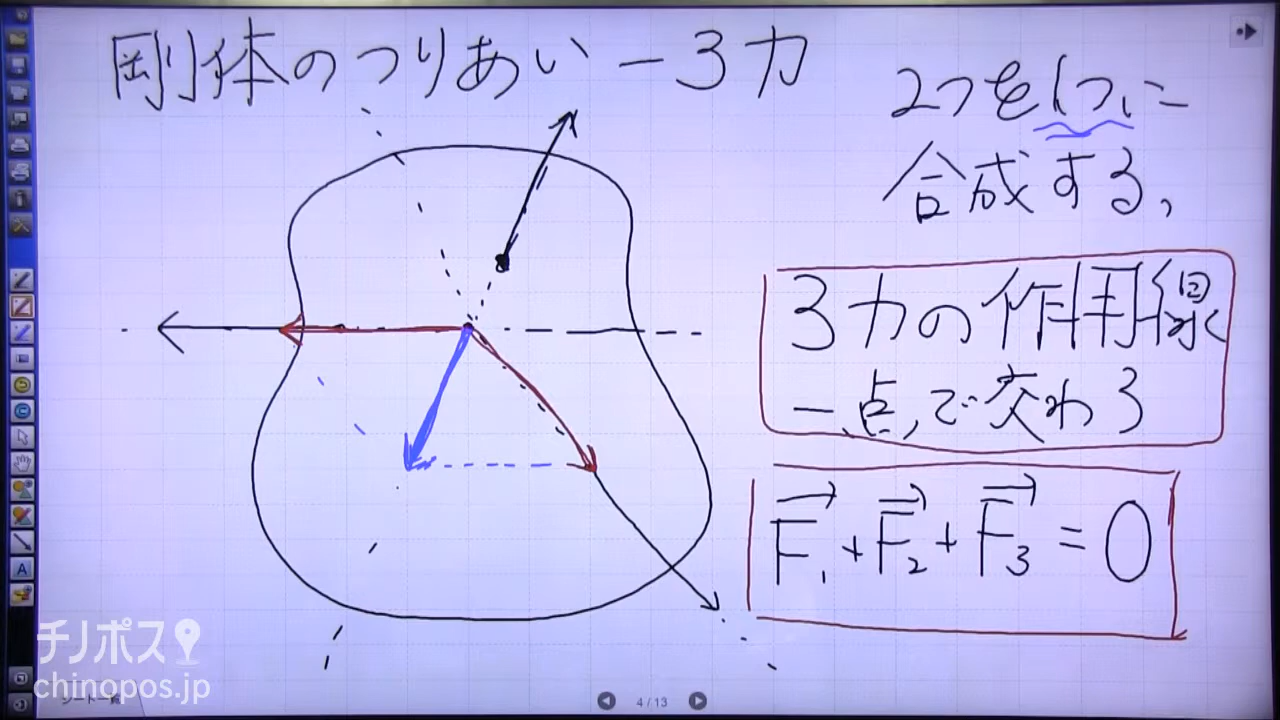 剛体のつりあい－3力
2つを1つに
合成する,
3力の作用線
一点で交わる
F₁+F₂+F₃=0
チノポス
chinopos.jp
4 / 13